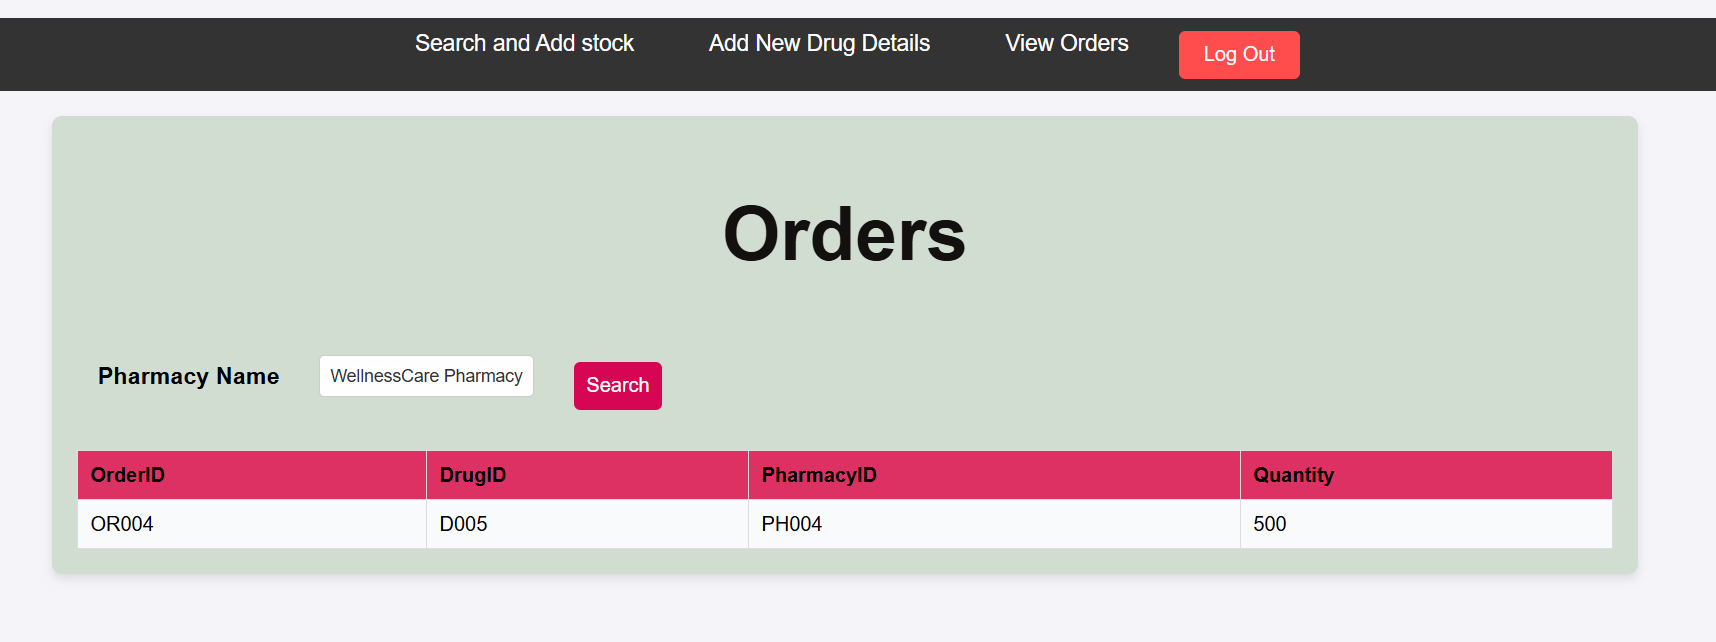 Search and Add stock Add New Drug Details View Orders Log Out
Orders
Pharmacy Name WellnessCare Pharmacy Search
OrderID DrugID PharmacyID Quantity
OR004 D005 PH004 500